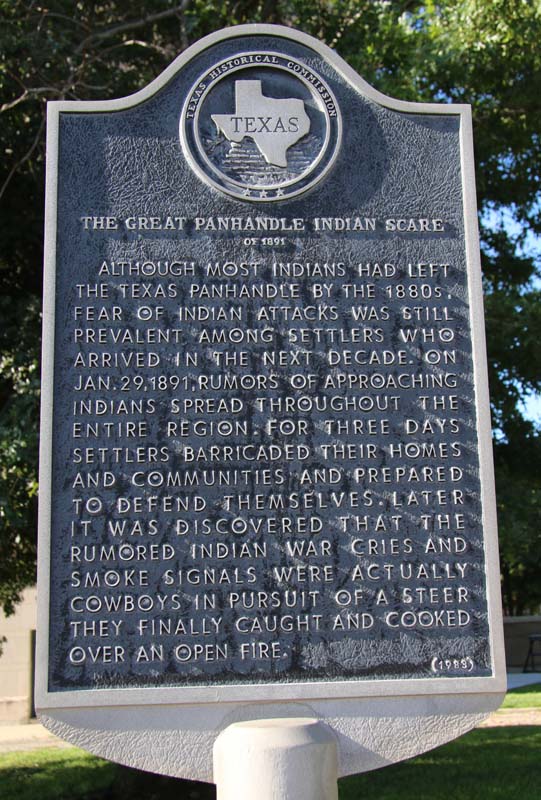 TEXAS HISTORICAL COMMISSION
TEXAS
THE GREAT PANHANDLE INDIAN SCARE
OF 1891
ALTHOUGH MOST INDIANS HAD LEFT
THE TEXAS PANHANDLE BY THE 1880s,
FEAR OF INDIAN ATTACKS WAS STILL
PREVALENT AMONG SETTLERS WHO
ARRIVED IN THE NEXT DECADE. ON
JAN. 29, 1891, RUMORS OF APPROACHING
INDIANS SPREAD THROUGHOUT THE
ENTIRE REGION. FOR THREE DAYS
SETTLERS BARRICADED THEIR HOMES
AND COMMUNITIES AND PREPARED
TO DEFEND THEMSELVES. LATER
IT WAS DISCOVERED THAT THE
RUMORED INDIAN WAR CRIES AND
SMOKE SIGNALS WERE ACTUALLY
COWBOYS IN PURSUIT OF A STEER
THEY FINALLY CAUGHT AND COOKED
OVER AN OPEN FIRE.